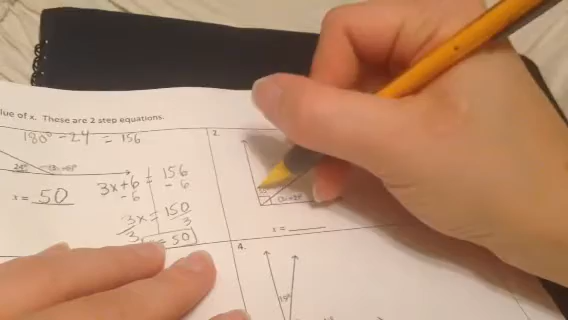 lue of x. These are 2 step equations.
180° - 24 = 156
2.
24°
3x+6 = 156
-6 -6
x = 50
3x = 150
3 3
= 50
x =
4.